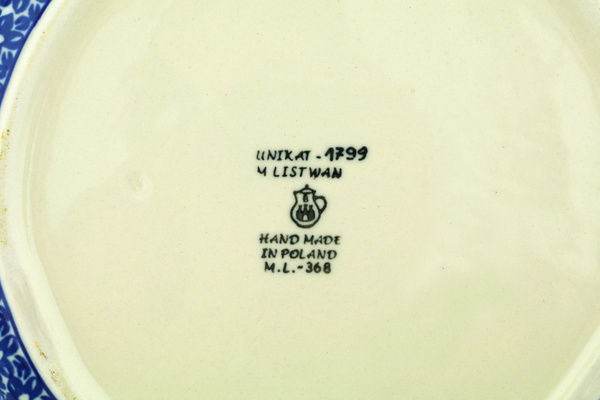 UNIKAT - 1799
M LISTWAN
HAND MADE
IN POLAND
M.L.-368